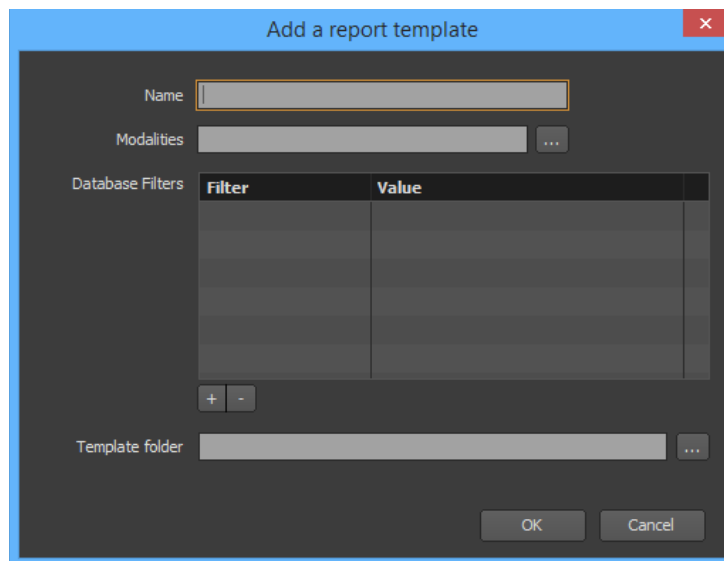 Add a report template
Name
Modalities
...
Database Filters
Filter Value
+ -
Template folder
...
OK Cancel